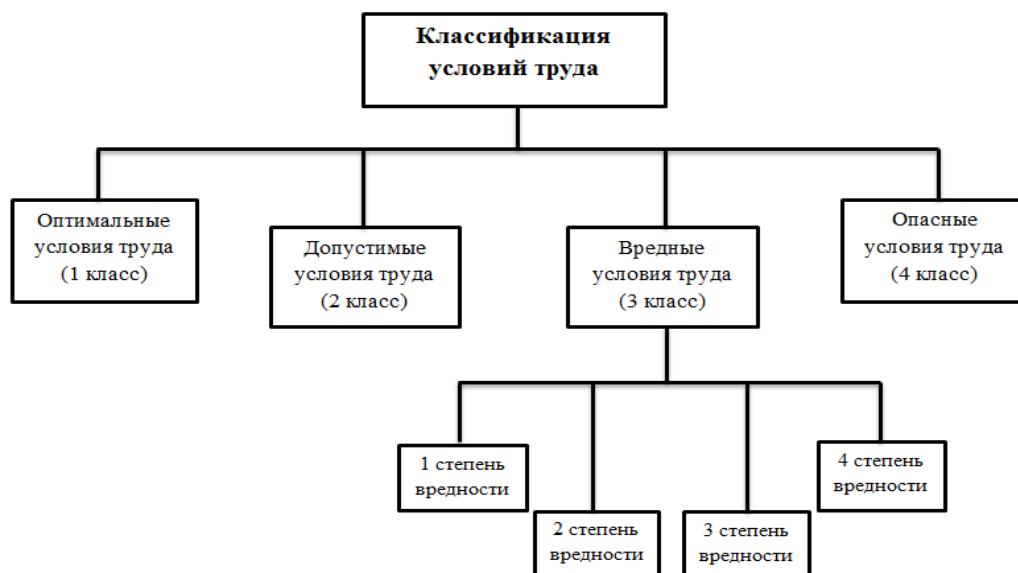 Классификация
условий труда
Оптимальные
условия труда
(1 класс)
Допустимые
условия труда
(2 класс)
Вредные
условия труда
(3 класс)
Опасные
условия труда
(4 класс)
1 степень
вредности
2 степень
вредности
3 степень
вредности
4 степень
вредности